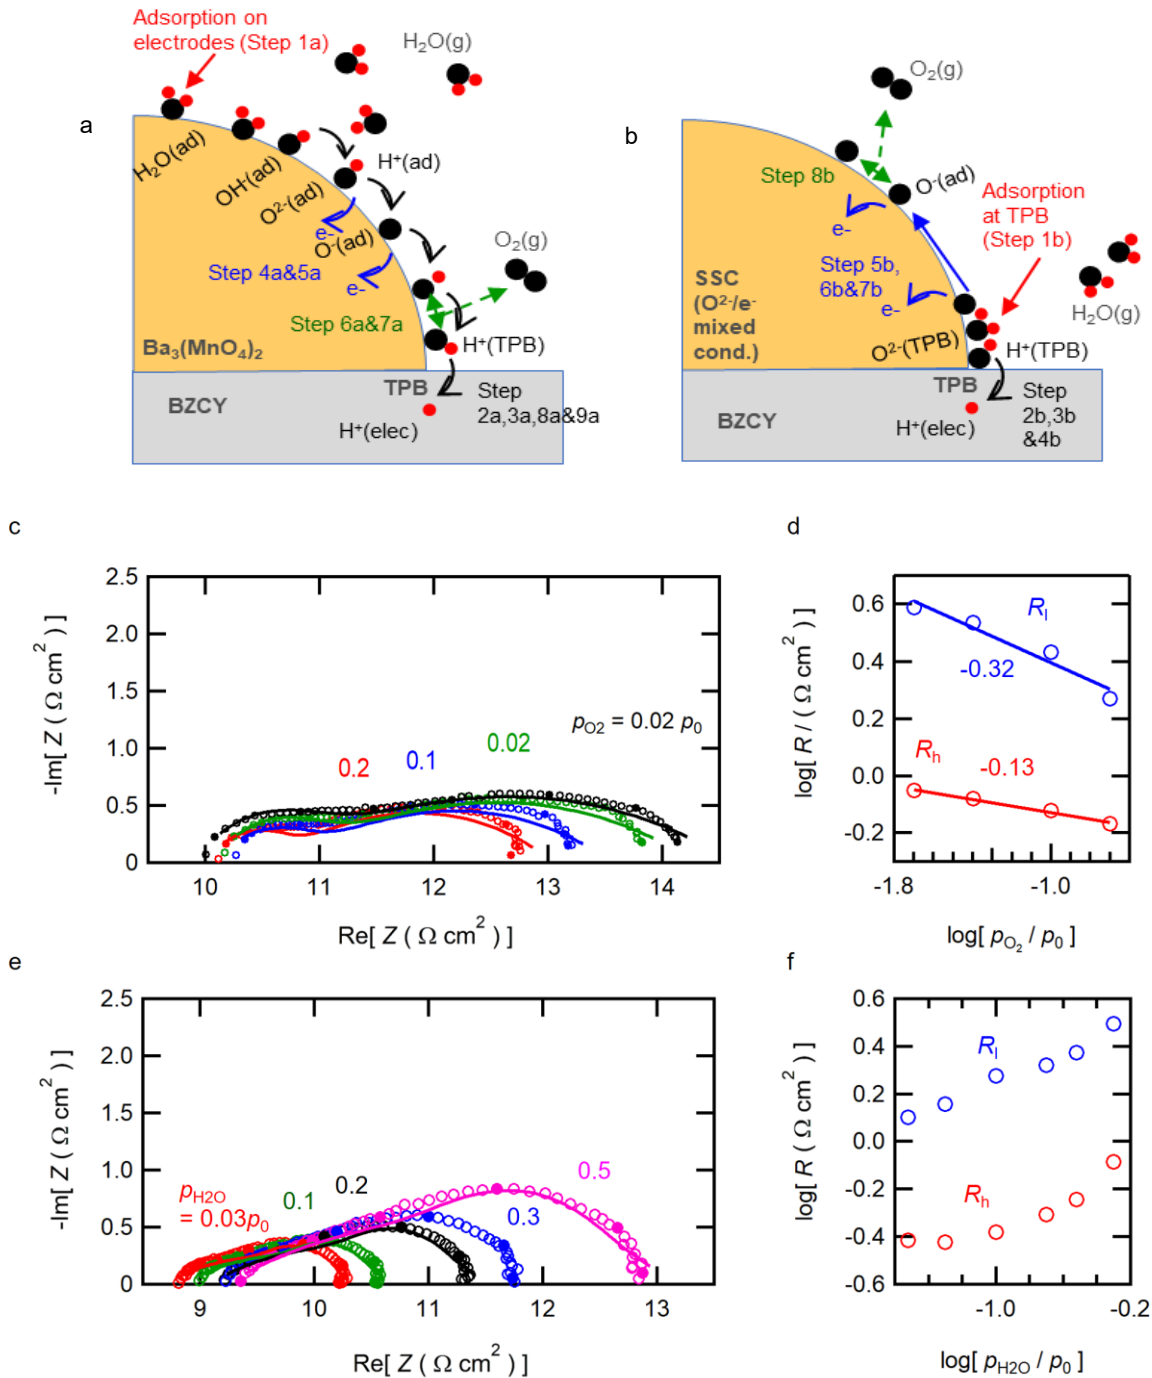 a
Adsorption on
electrodes (Step 1a)
H2O(g)
H2O(ad)
OH-(ad)
O2-(ad)
O-(ad)
H+(ad)
e-
e-
O2(g)
Step 4a&5a
Step 6a&7a
H+(TPB)
Ba3(MnO4)2
TPB
BZCY
Step
2a,3a,8a&9a
H+(elec)
b
O2(g)
Step 8b
O-(ad)
Adsorption
at TPB
(Step 1b)
e-
SSC
(O2-/e-
mixed
cond.)
Step 5b,
6b&7b
e-
H2O(g)
O2-(TPB)
H+(TPB)
TPB
BZCY
Step
2b,3b
&4b
H+(elec)
c
2.5
2.0
1.5
1.0
0.5
0
-Im[ Z ( Ω cm2 ) ]
pO2 = 0.02 p0
0.02
0.1
0.2
10
11
12
13
14
Re[ Z ( Ω cm2 ) ]
d
0.6
0.4
0.2
0.0
-0.2
log[ R / ( Ω cm2 ) ]
Rl
-0.32
Rh
-0.13
-1.8
-1.0
log[ pO2 / p0 ]
e
2.5
2.0
1.5
1.0
0.5
0
-Im[ Z ( Ω cm2 ) ]
pH2O
= 0.03p0
0.1
0.2
0.3
0.5
9
10
11
12
13
Re[ Z ( Ω cm2 ) ]
f
0.6
0.4
0.2
0.0
-0.2
-0.4
-0.6
log[ R ( Ω cm2 ) ]
Rl
Rh
-1.0
-0.2
log[ pH2O / p0 ]